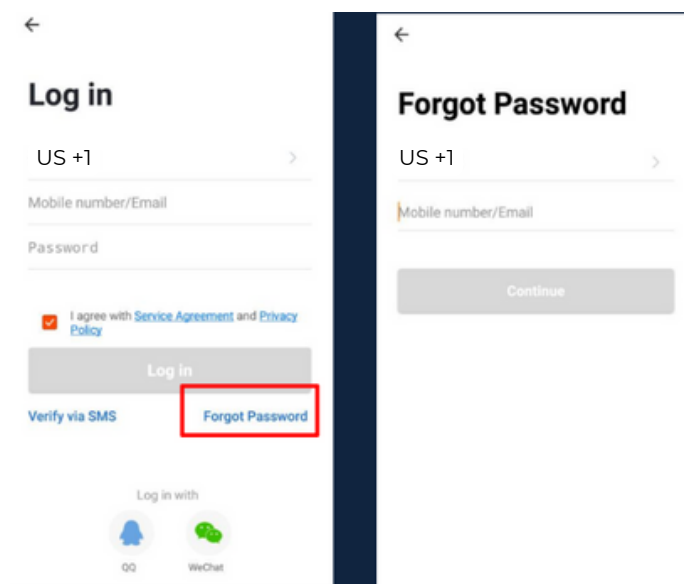 Log in
US +1
Mobile number/Email
Password
I agree with Service Agreement and Privacy
Policy
Log in
Verify via SMS
Forgot Password
Log in with
QQ
WeChat
Forgot Password
US +1
Mobile number/Email
Continue